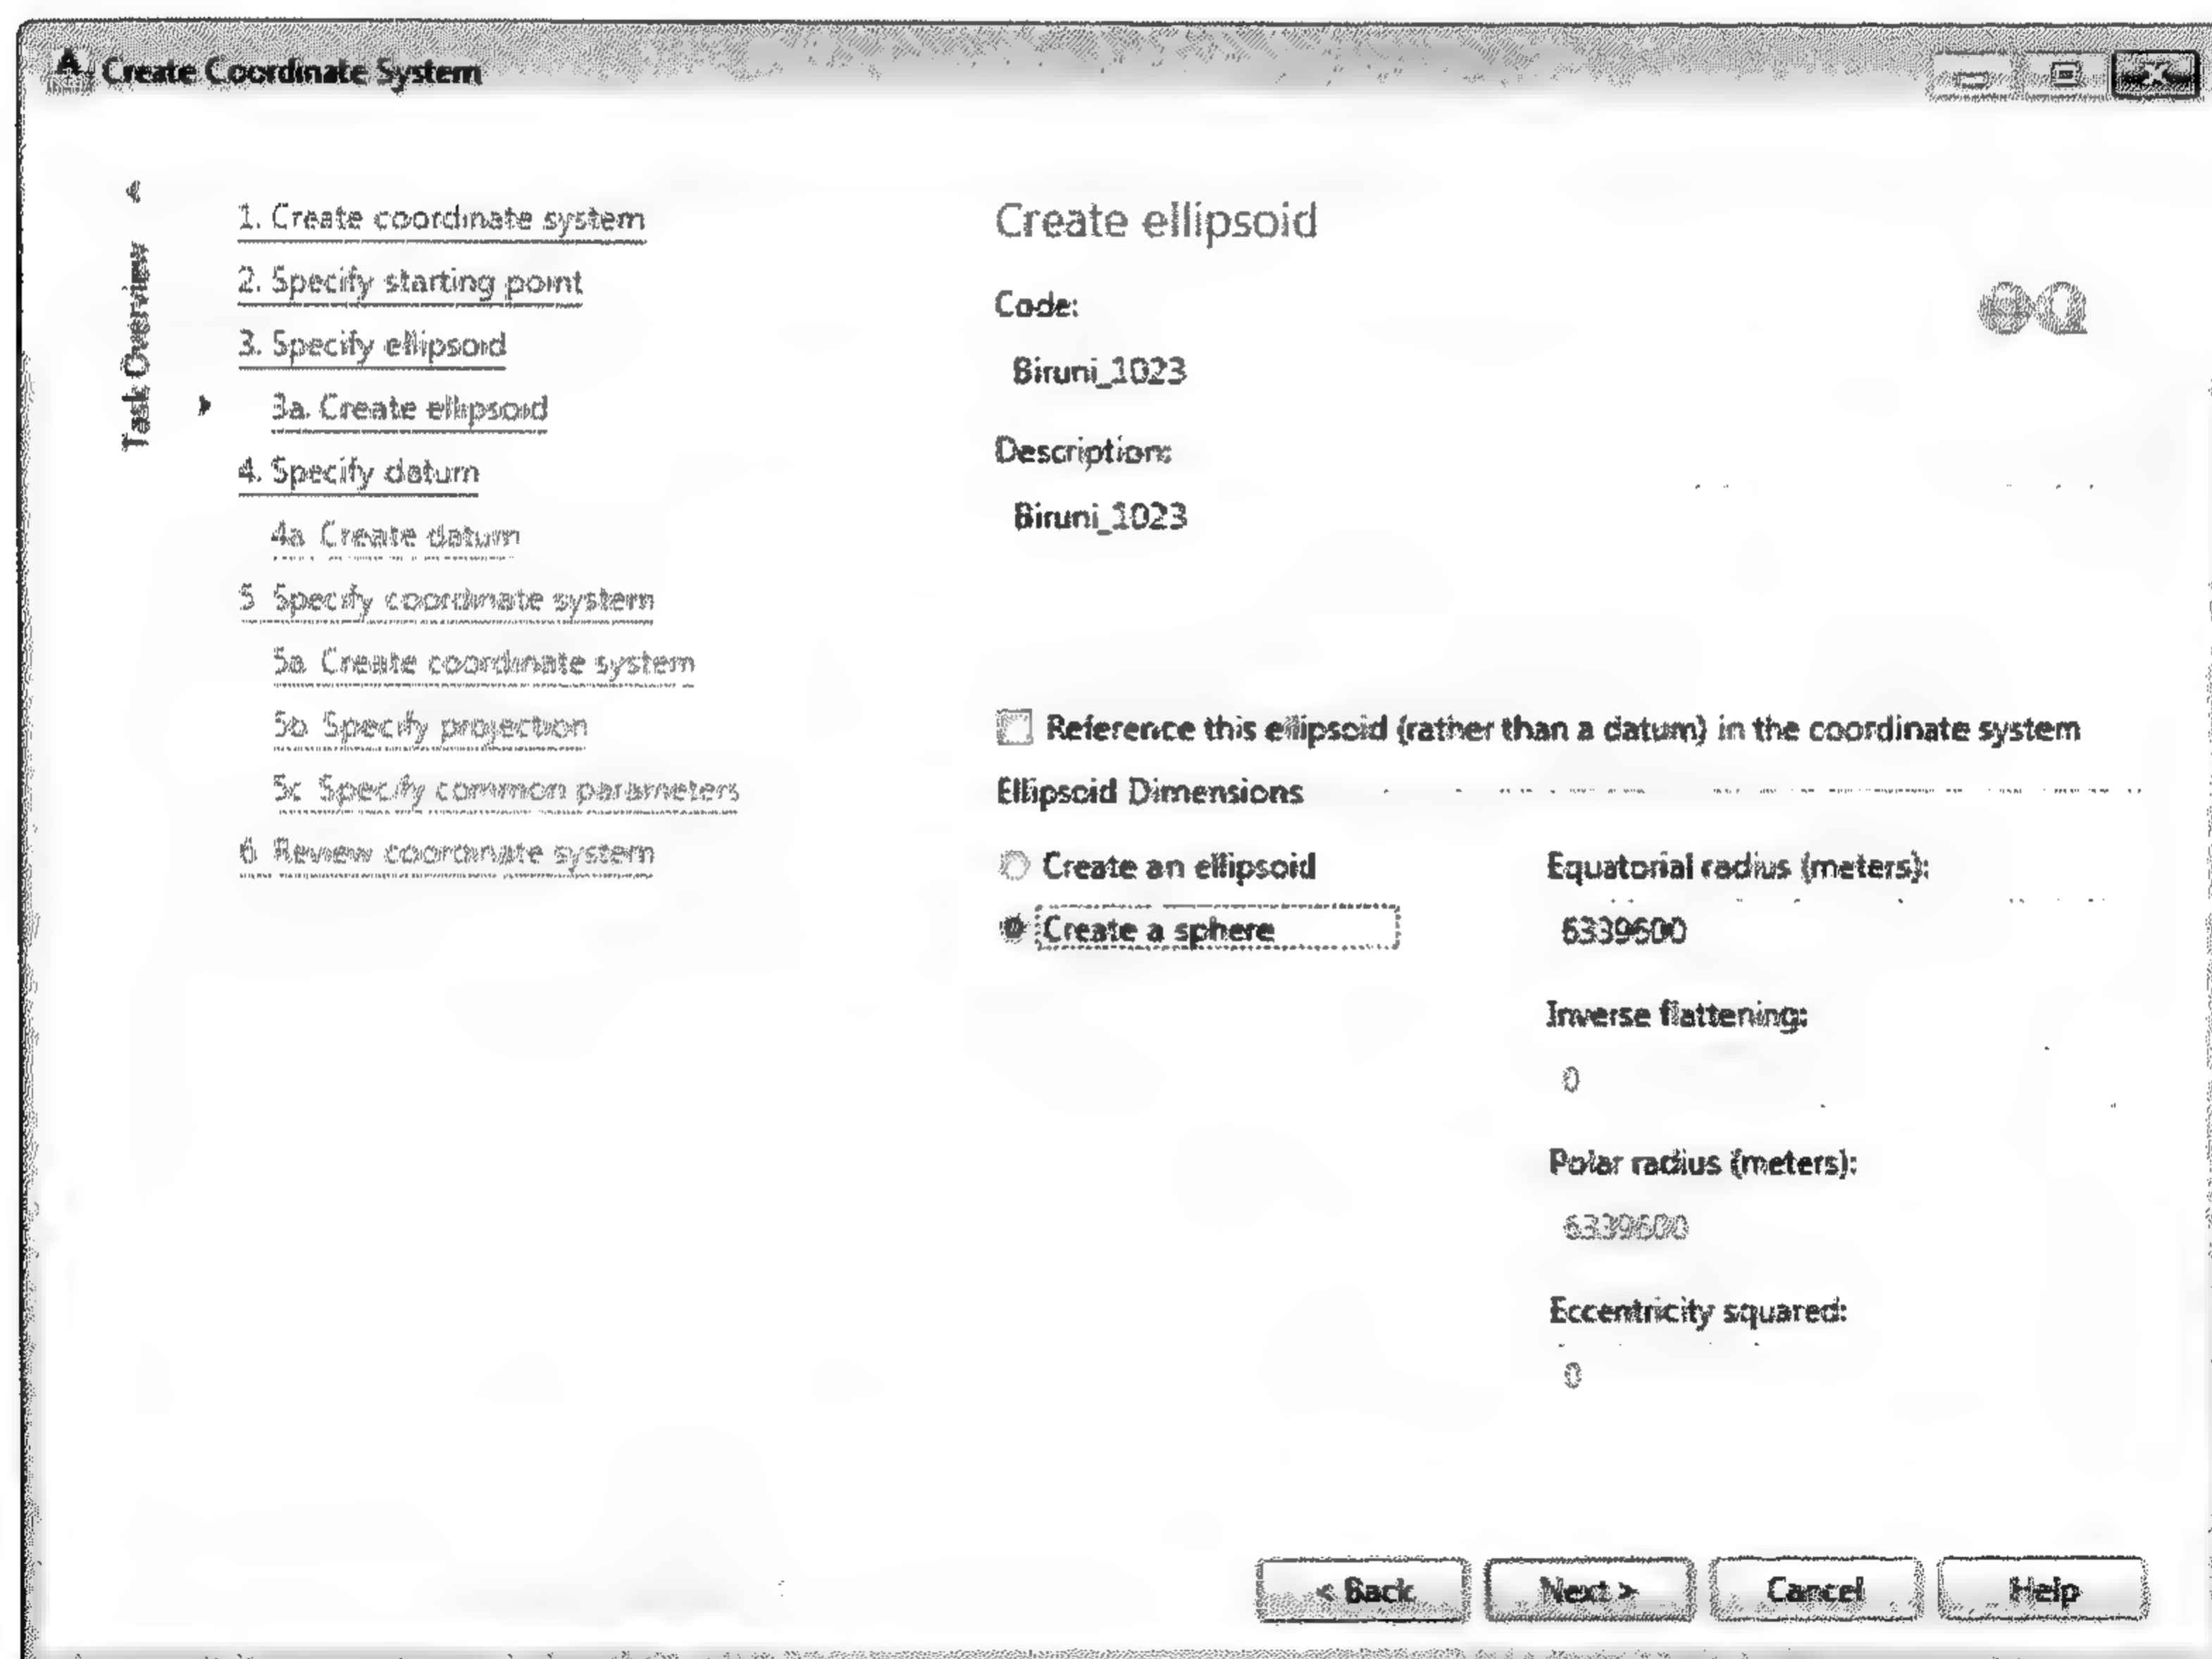 Create Coordinate System
Task Overview
1. Create coordinate system
2. Specify starting point
3. Specify ellipsoid
3a. Create ellipsoid
4. Specify datum
4a. Create datum
5. Specify coordinate system
5a. Create coordinate system
5b. Specify projection
5c. Specify common parameters
6. Review coordinate system
Create ellipsoid
Code:
Biruni_1023
Description:
Biruni_1023
Reference this ellipsoid (rather than a datum) in the coordinate system
Ellipsoid Dimensions
Create an ellipsoid
Create a sphere
Equatorial radius (meters):
6339600
Inverse flattening:
0
Polar radius (meters):
6339600
Eccentricity squared:
0
< Back
Next >
Cancel
Help